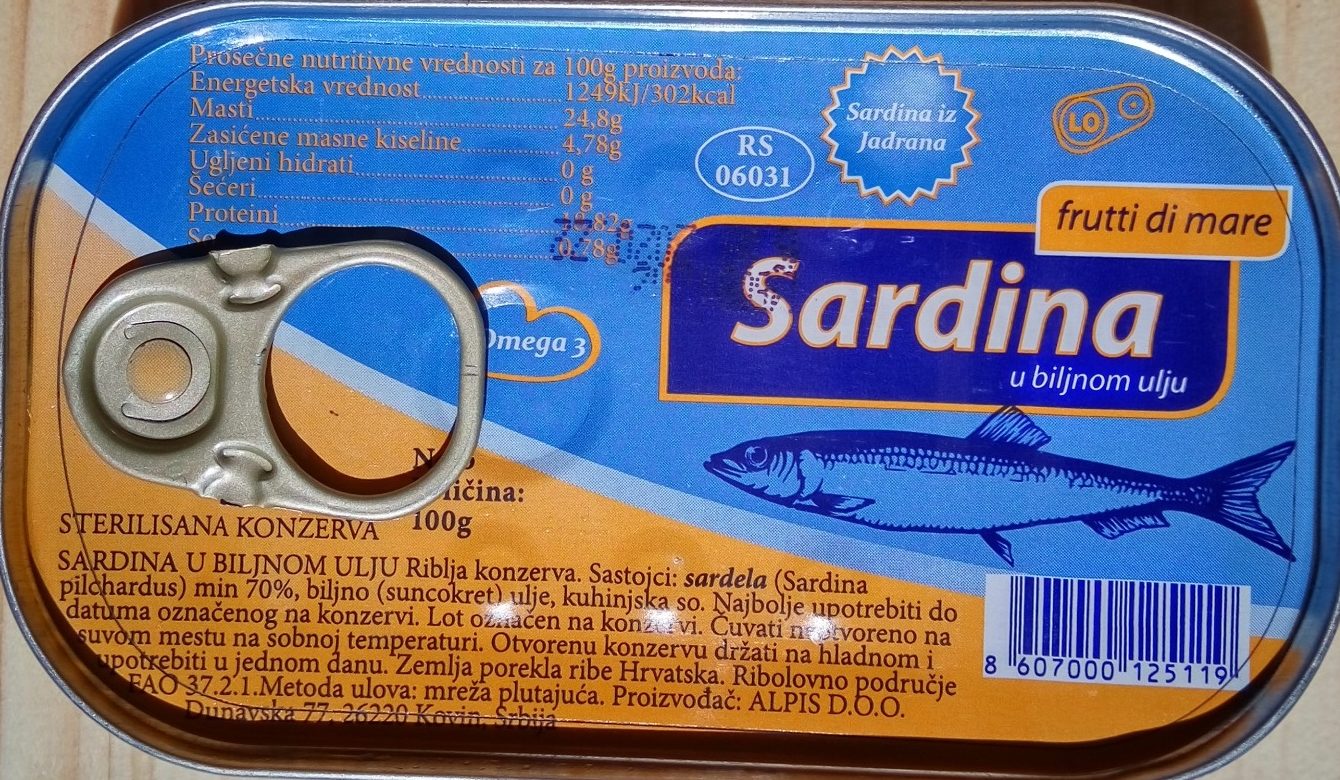 Prosečne nutritivne vrednosti za 100g proizvoda:
Energetska vrednost 1249kJ/302kcal
Masti 24,8g
Zasićene masne kiseline 4,78g
Ugljeni hidrati 0 g
Šećeri 0 g
Proteini
0,78g
Sardina iz
Jadrana
LO
RS
06031
frutti di mare
Sardina
u biljnom ulju
Omega 3
100g
STERILISANA KONZERVA
SARDINA U BILJNOM ULJU Riblja konzerva. Sastojci: sardela (Sardina
pilchardus) min 70%, biljno (suncokret) ulje, kuhinjska so. Najbolje upotrebiti do
datuma označenog na konzervi. Lot označen na konzervi. Čuvati neotvoreno na
suvom mestu na sobnoj temperaturi. Otvorenu konzervu držati na hladnom i
upotrebiti u jednom danu. Zemlja porekla ribe Hrvatska. Ribolovno područje
FAO 37.2.1.Metoda ulova: mreža plutajuća. Proizvođač: ALPIS D.O.O.
Dunavska 77, 26220 Kovin, Srbija
8 607000 125119